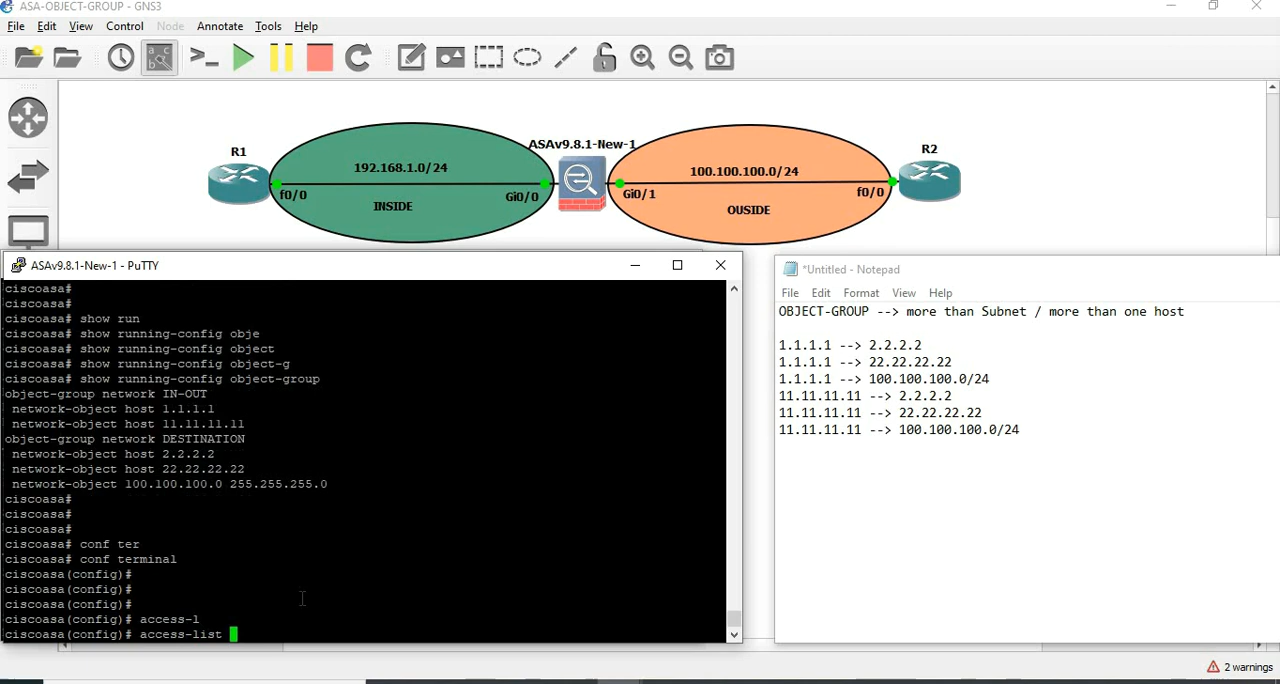 ASA-OBJECT-GROUP - GNS3
File Edit View Control Node Annotate Tools Help
R1
192.168.1.0/24
f0/0
INSIDE
Gi0/0
ASAv9.8.1-New-1
Gi0/1
100.100.100.0/24
OUSIDE
f0/0
R2
ASAv9.8.1-New-1 - PuTTY
ciscoasa#
ciscoasa#
ciscoasa# show run
ciscoasa# show running-config obje
ciscoasa# show running-config object
ciscoasa# show running-config object-g
ciscoasa# show running-config object-group
object-group network IN-OUT
network-object host 1.1.1.1
network-object host 11.11.11.11
object-group network DESTINATION
network-object host 2.2.2.2
network-object host 22.22.22.22
network-object 100.100.100.0 255.255.255.0
ciscoasa#
ciscoasa#
ciscoasa#
ciscoasa# conf ter
ciscoasa# conf terminal
ciscoasa(config)#
ciscoasa(config)#
ciscoasa(config)#
ciscoasa(config)# access-l
ciscoasa(config)# access-list
*Untitled - Notepad
File Edit Format View Help
OBJECT-GROUP --> more than Subnet / more than one host
1.1.1.1 --> 2.2.2.2
1.1.1.1 --> 22.22.22.22
1.1.1.1 --> 100.100.100.0/24
11.11.11.11 --> 2.2.2.2
11.11.11.11 --> 22.22.22.22
11.11.11.11 --> 100.100.100.0/24
2 warnings